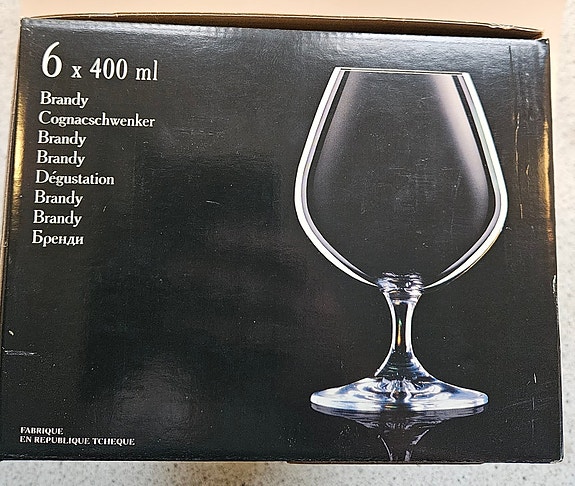 6 x 400 ml
Brandy
Cognacschwenker
Brandy
Brandy
Dégustation
Brandy
Brandy
Бренди
FABRIQUE
EN REPUBLIQUE TCHEQUE